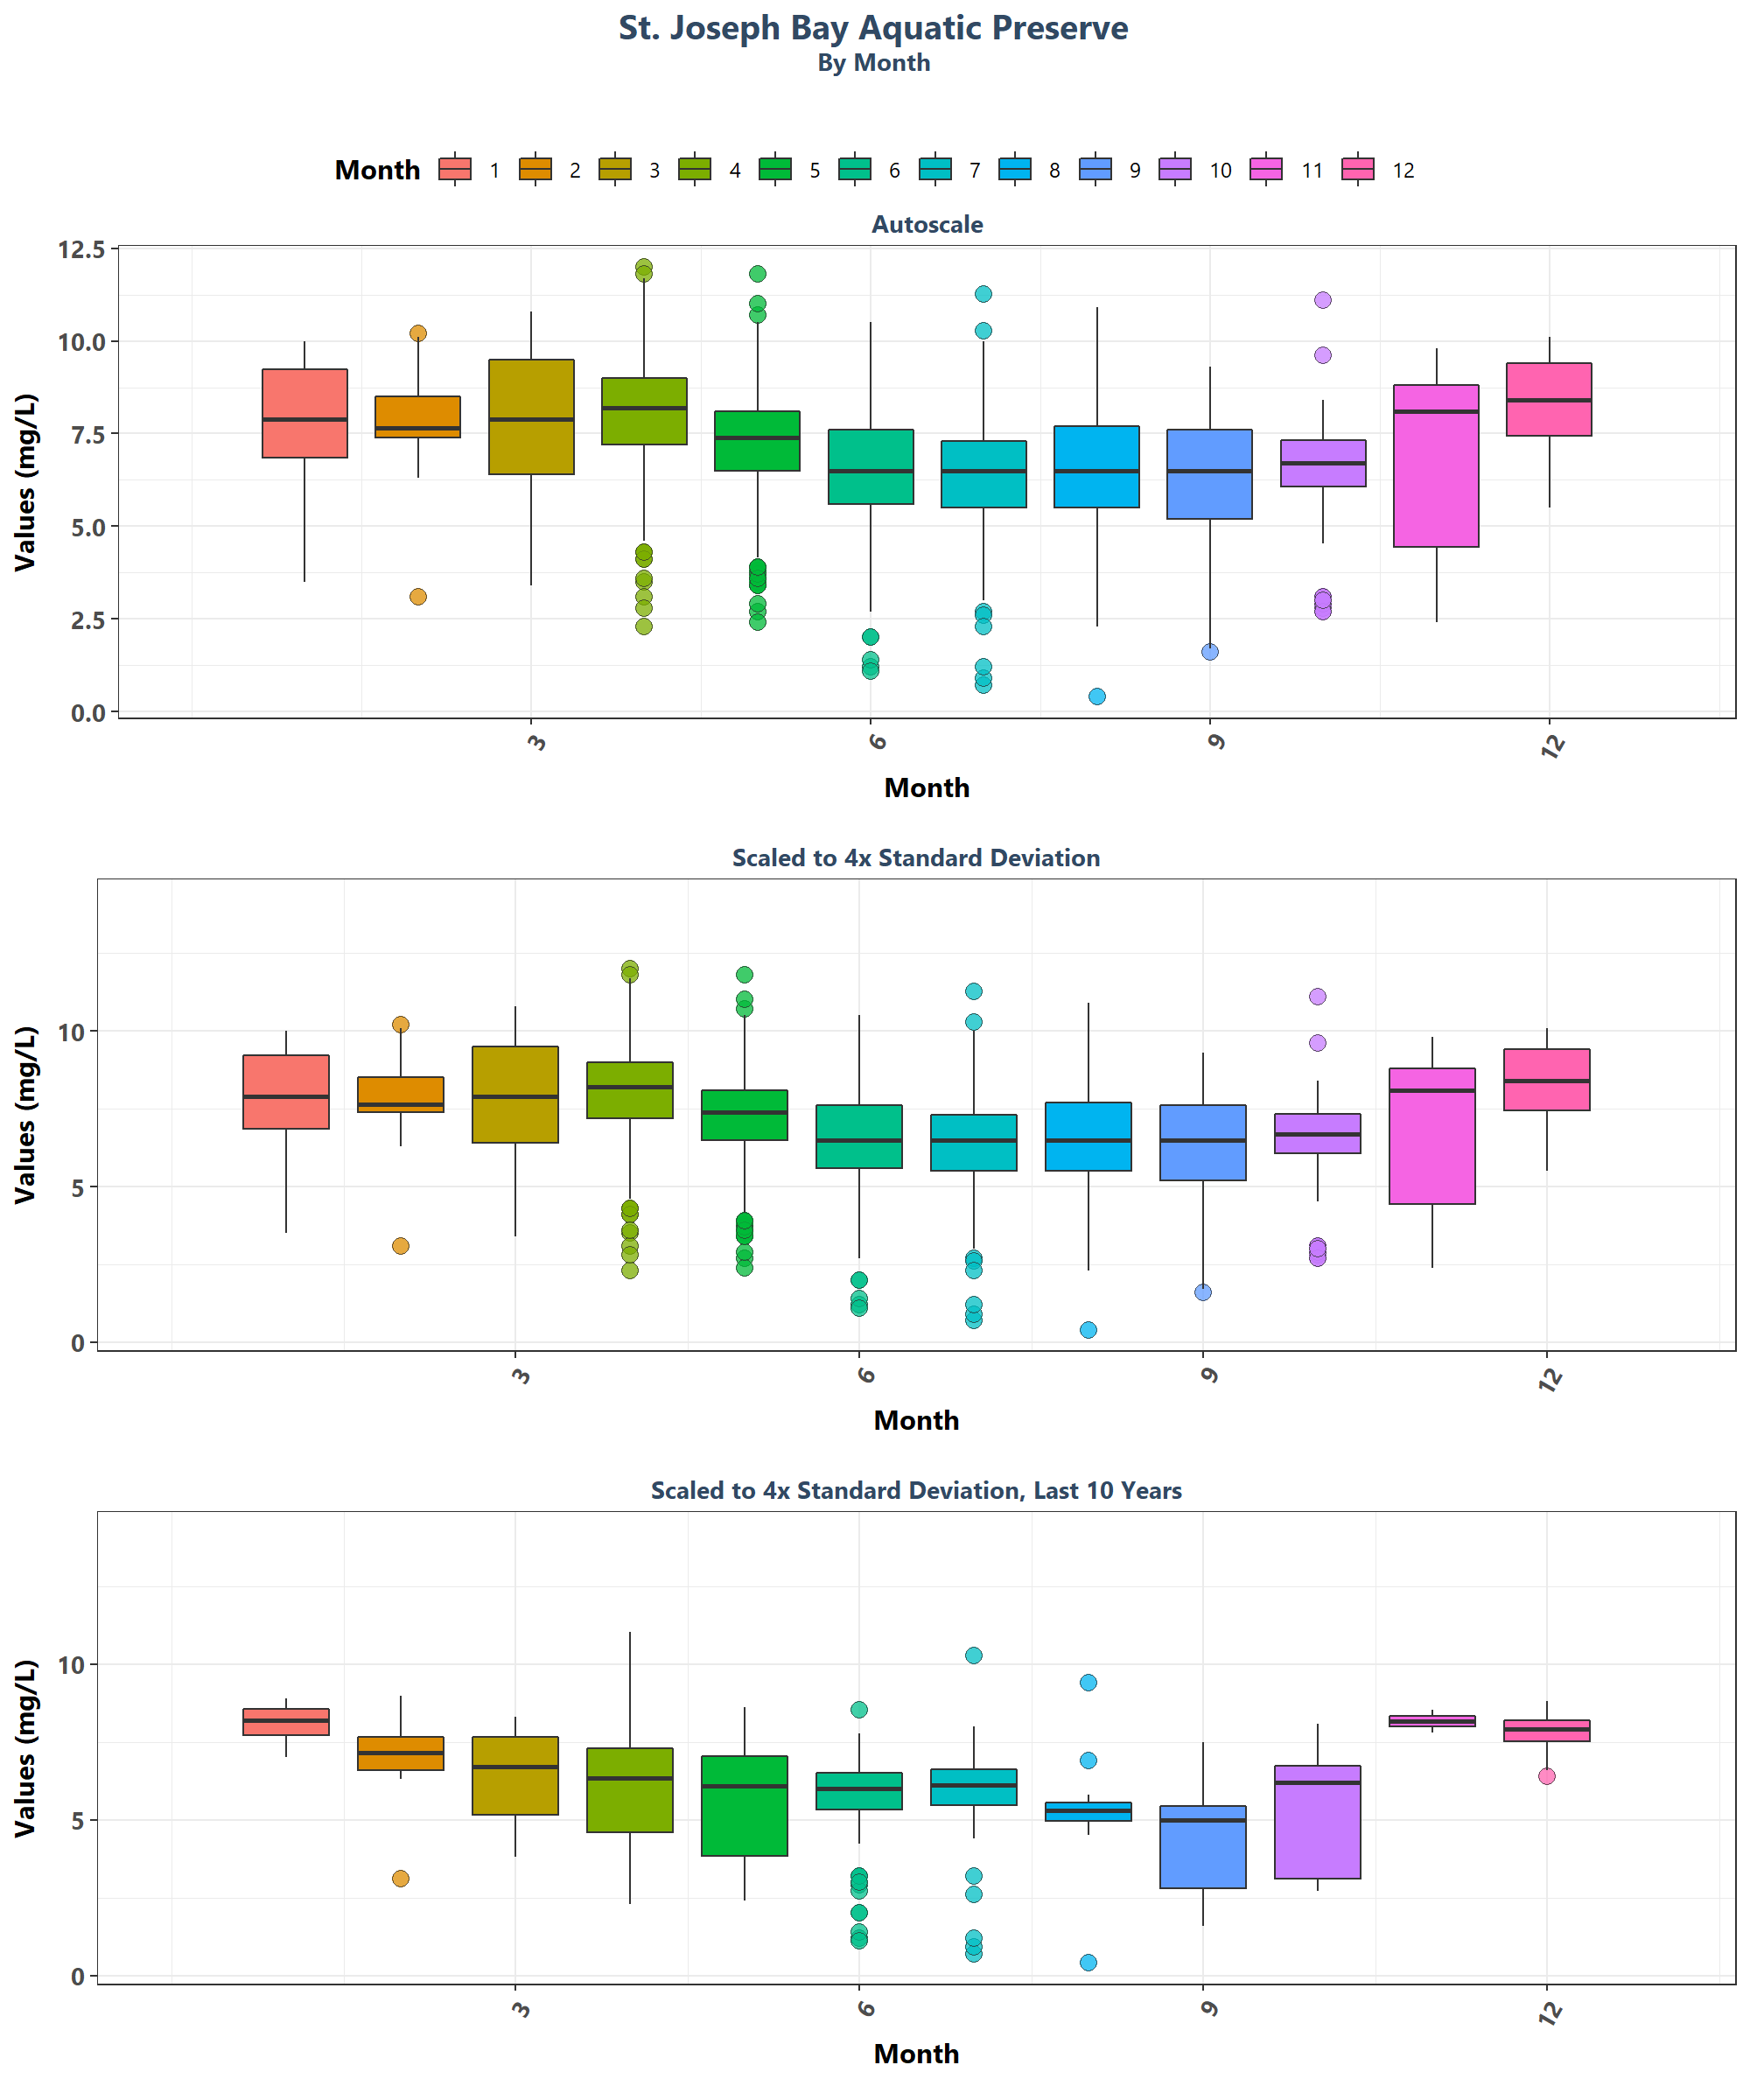 St. Joseph Bay Aquatic Preserve
By Month
Month 1 2 3 4 5 6 7 8 9 10 11 12
Autoscale
Values (mg/L)
12.5
10.0
7.5
5.0
2.5
0.0
3 6 9 12
Month
Scaled to 4x Standard Deviation
Values (mg/L)
10
5
0
3 6 9 12
Month
Scaled to 4x Standard Deviation, Last 10 Years
Values (mg/L)
10
5
0
3 6 9 12
Month